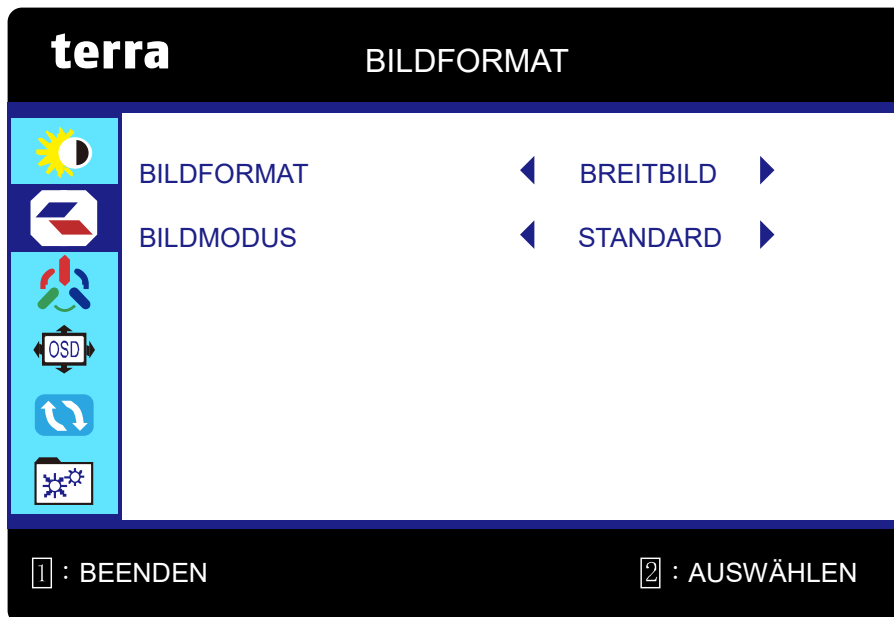 terra
BILDFORMAT
BILDFORMAT BREITBILD
BILDMODUS STANDARD
OSD
1 : BEENDEN
2 : AUSWÄHLEN